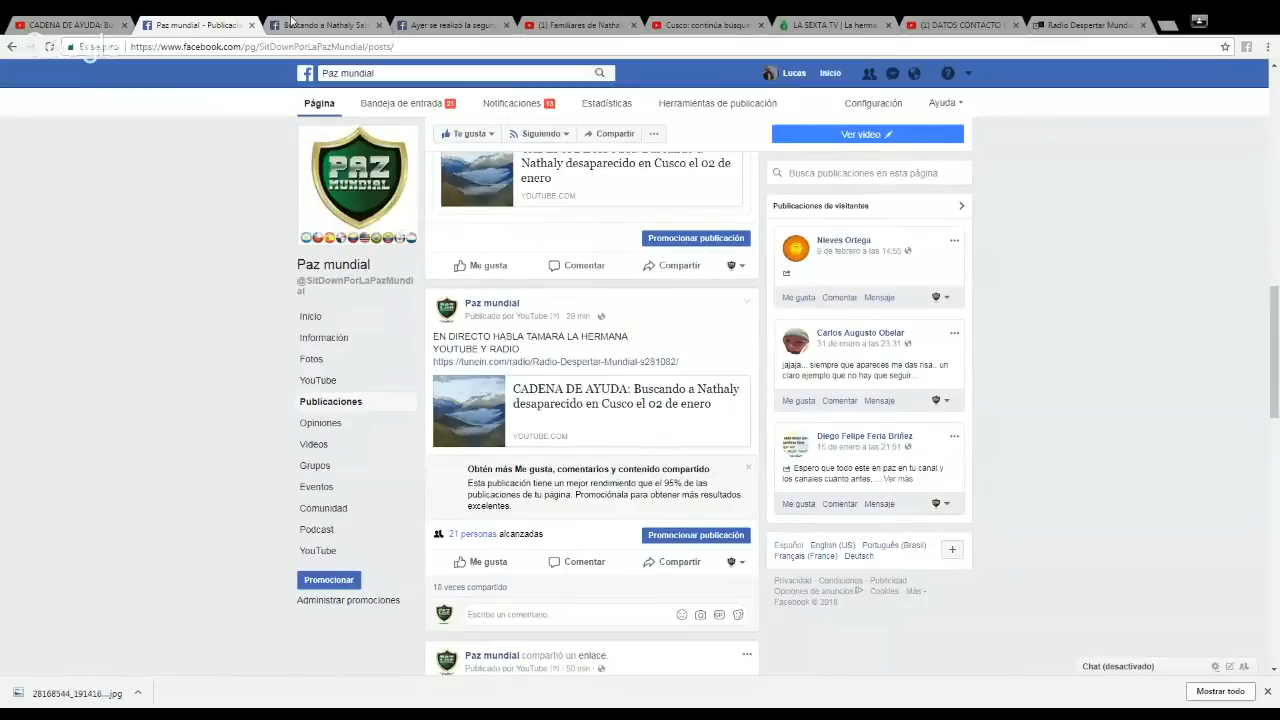 CADENA DE AYUDA: Bu
Paz mundial - Publicacio
Buscando a Nathaly Sala
Ayer se realizó la segun
(1) Familiares de Nath
Cusco: continúa búsque
LA SEXTA TV | La herma
(1) DATOS CONTACTO
Radio Despertar Mundial
Es seguro
https://www.facebook.com/pg/SitDownPorLaPazMundial/posts/
Paz mundial
Lucas
Inicio
Página
Bandeja de entrada 21
Notificaciones 13
Estadísticas
Herramientas de publicación
Configuración
Ayuda
PAZ
MUNDIAL
Paz mundial
@SitDownPorLaPazMundi
al
Inicio
Información
Fotos
YouTube
Publicaciones
Opiniones
Videos
Grupos
Eventos
Comunidad
Podcast
YouTube
Promocionar
Administrar promociones
Te gusta
Siguiendo
Compartir
Nathaly desaparecido en Cusco el 02 de
enero
YOUTUBE.COM
Promocionar publicación
Me gusta
Comentar
Compartir
Paz mundial
Publicado por YouTube [?] · 29 min ·
EN DIRECTO HABLA TAMARA LA HERMANA
YOUTUBE Y RADIO
https://tunein.com/radio/Radio-Despertar-Mundial-s281082/
CADENA DE AYUDA: Buscando a Nathaly
desaparecido en Cusco el 02 de enero
YOUTUBE.COM
Obtén más Me gusta, comentarios y contenido compartido
Esta publicación tiene un mejor rendimiento que el 95% de las
publicaciones de tu página. Promociónala para obtener más resultados
excelentes.
21 personas alcanzadas
Promocionar publicación
Me gusta
Comentar
Compartir
18 veces compartido
Escribe un comentario.
Paz mundial compartió un enlace.
Publicado por YouTube [?] · 50 min ·
Ver video
Busca publicaciones en esta página
Publicaciones de visitantes
Nieves Ortega
9 de febrero a las 14:55
Me gusta Comentar Mensaje
Carlos Augusto Obelar
31 de enero a las 23:31
jajaja... siempre que apareces me das risa.. un
claro ejemplo que no hay que seguir...
Me gusta Comentar Mensaje
Diego Felipe Feria Briñez
15 de enero a las 21:51
Espero que todo éste en paz en tu canal y
los canales cuanto antes, ... Ver más
Me gusta Comentar Mensaje
Español · English (US) · Português (Brasil) ·
Français (France) · Deutsch
Privacidad · Condiciones · Publicidad
Opciones de anuncios · Cookies · Más
Facebook © 2018
Chat (desactivado)
28168544_191416....jpg
Mostrar todo